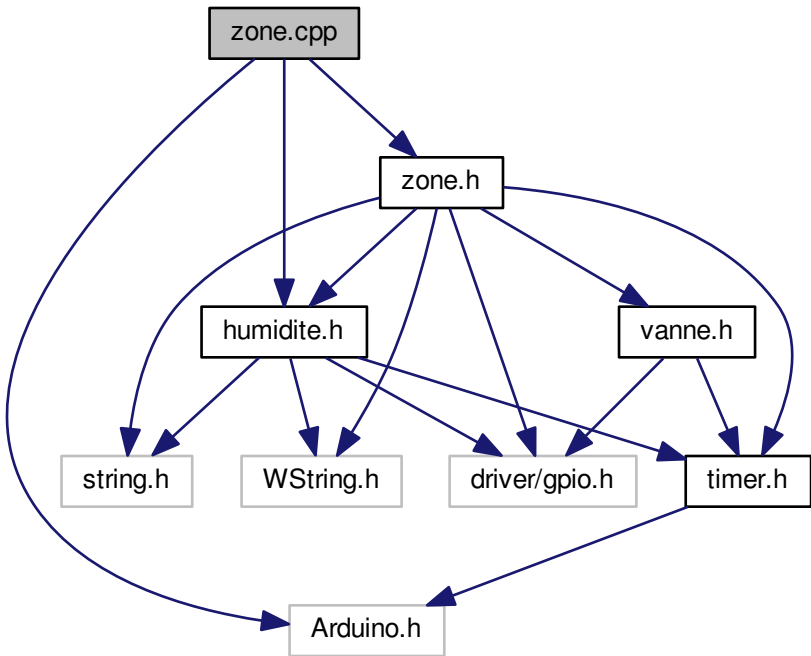 zone.cpp
zone.h
humidite.h
vanne.h
string.h
WString.h
driver/gpio.h
timer.h
Arduino.h